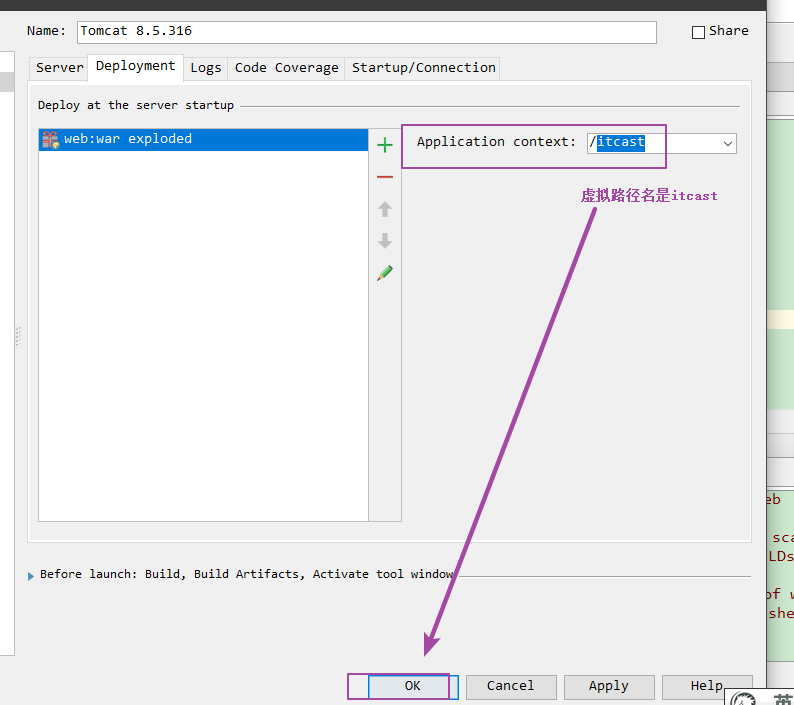 Name: Tomcat 8.5.316 Share
Server Deployment Logs Code Coverage Startup/Connection
Deploy at the server startup
web:war exploded
Application context: /itcast
虚拟路径名是itcast
eb
sca
LDs
of w
she
Before launch: Build, Build Artifacts, Activate tool window
OK Cancel Apply Help
英